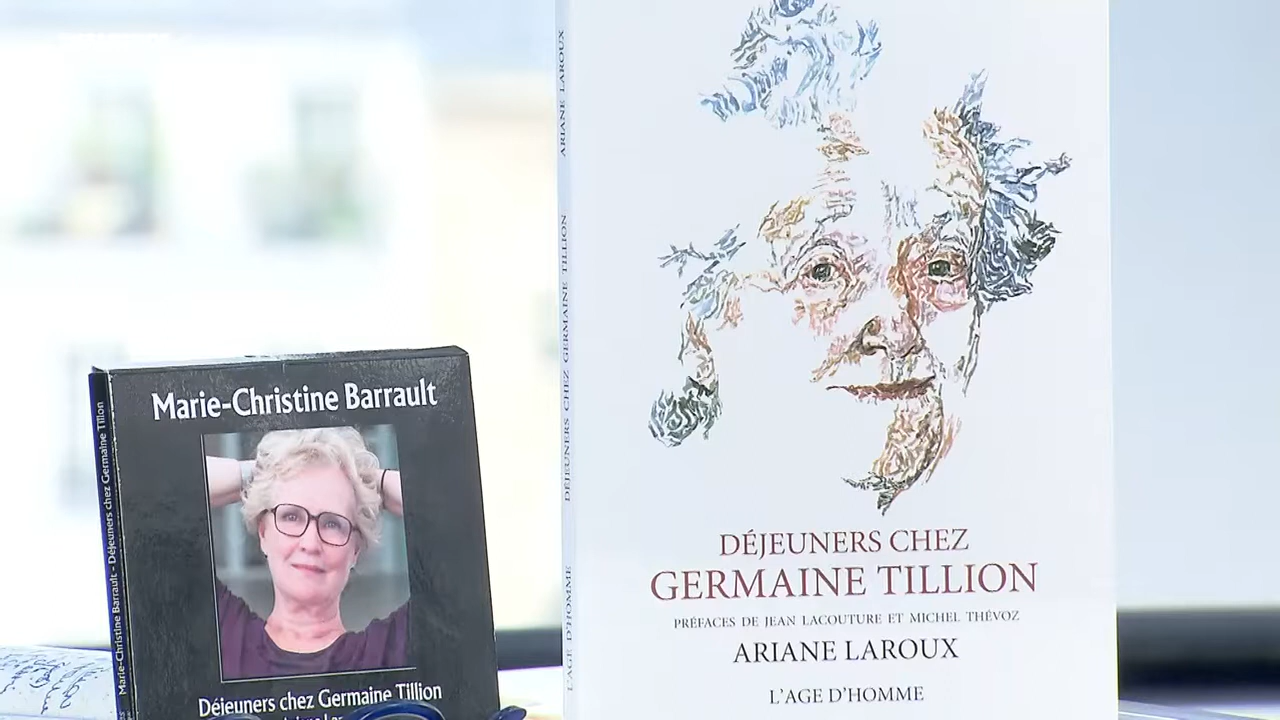 Marie-Christine Barrault
Déjeuners chez Germaine Tillion
Marie-Christine Barrault - Déjeuners chez Germaine Tillon
ARIANE LAROUX
DÉJEUNERS CHEZ GERMAINE TILLION
L'AGE D'HOMME
DÉJEUNERS CHEZ
GERMAINE TILLION
PRÉFACES DE JEAN LACOUTURE ET MICHEL THÉVOZ
ARIANE LAROUX
L'AGE D'HOMME